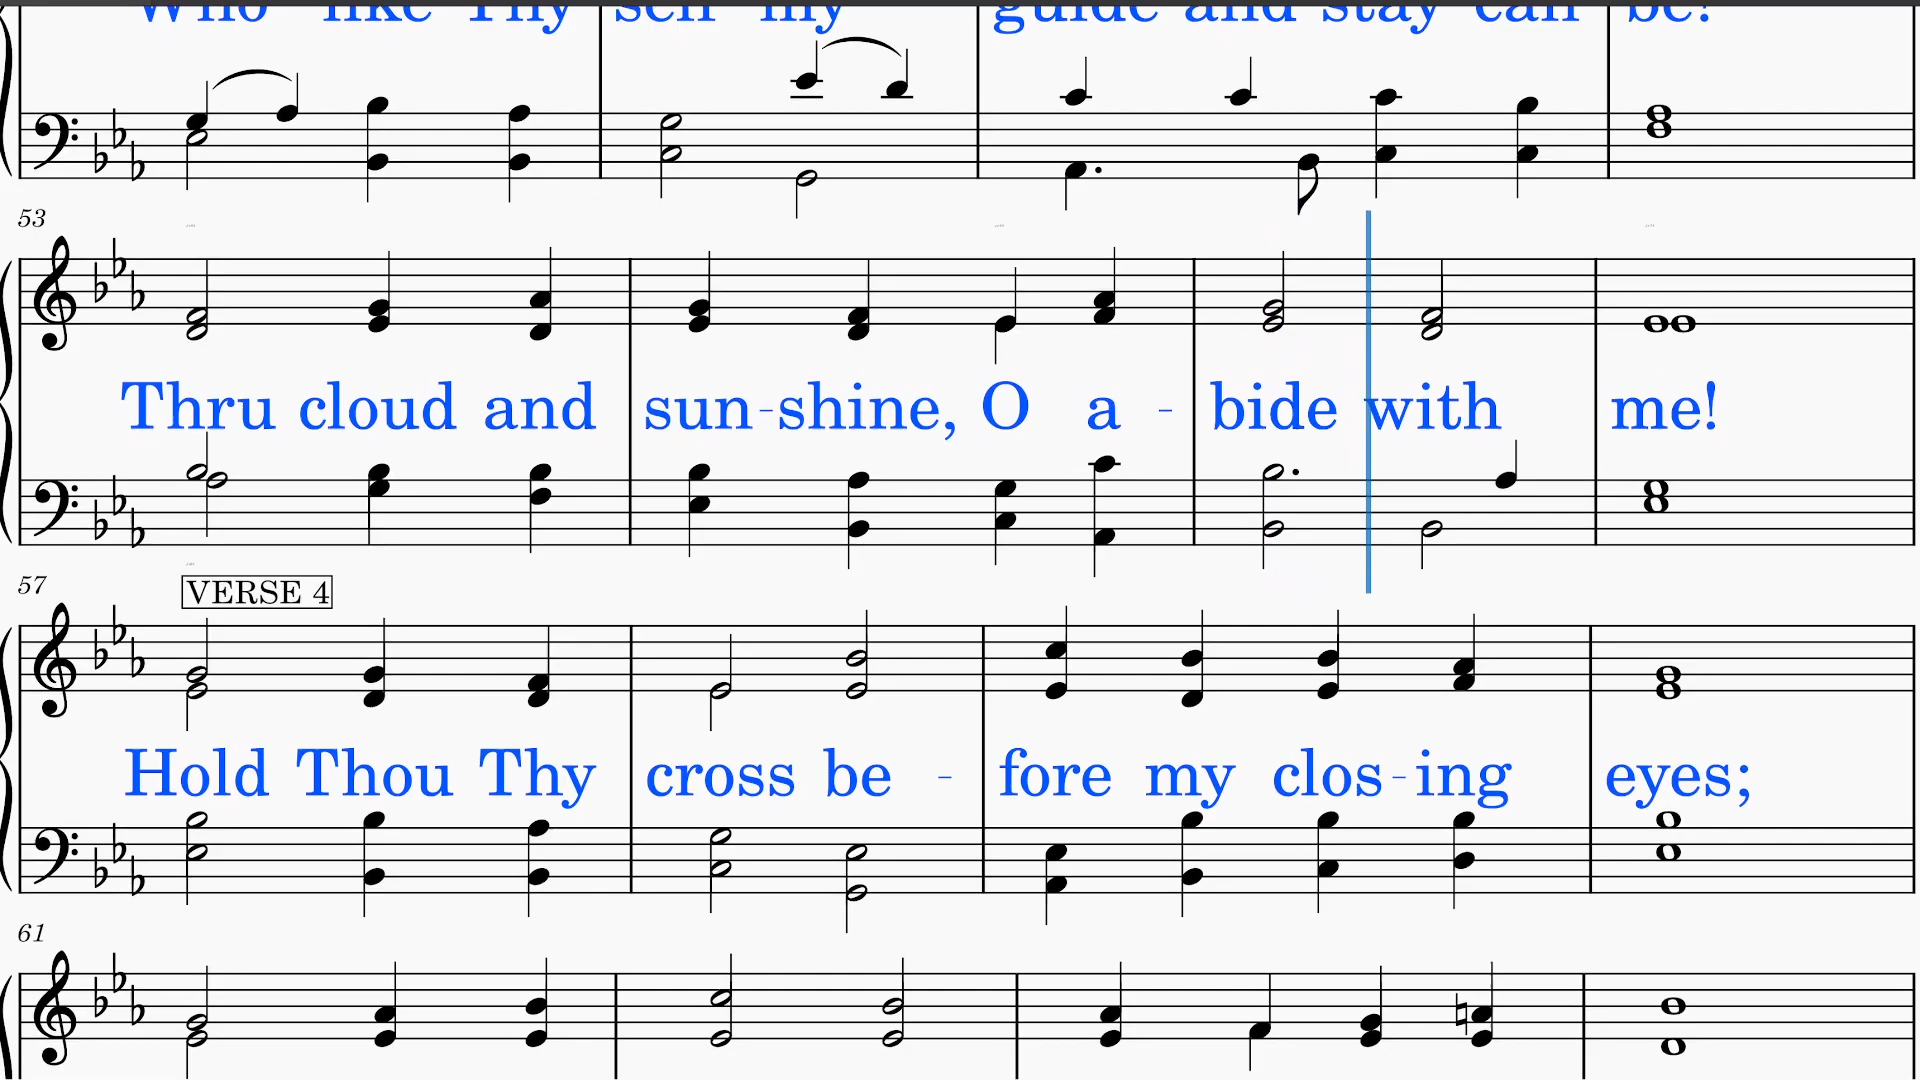 Who like Thy self my guide and stay can be?
53
Thru cloud and sun-shine, O a - bide with me!
57
VERSE 4
Hold Thou Thy cross be - fore my clos-ing eyes;
61